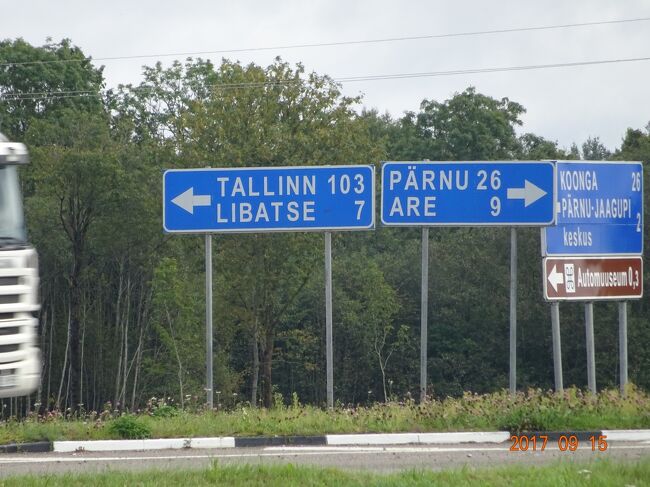 TALLINN 103
LIBATSE 7
PÄRNU 26
ARE 9
KOONGA 26
PÄRNU-JAAGUPI 2
keskus
Automuuseum 0,3
2017 09 15